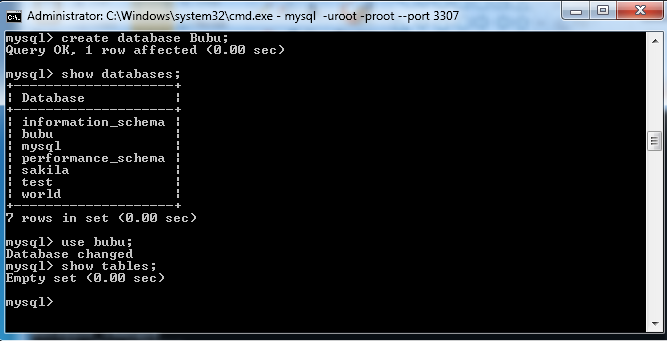 Administrator: C:\Windows\system32\cmd.exe - mysql  -uroot -proot --port 3307
mysql> create database Bubu;
Query OK, 1 row affected (0.00 sec)
mysql> show databases;
+--------------------+
| Database           |
+--------------------+
| information_schema |
| bubu               |
| mysql              |
| performance_schema |
| sakila             |
| test               |
| world              |
+--------------------+
7 rows in set (0.00 sec)
mysql> use bubu;
Database changed
mysql> show tables;
Empty set (0.00 sec)
mysql>